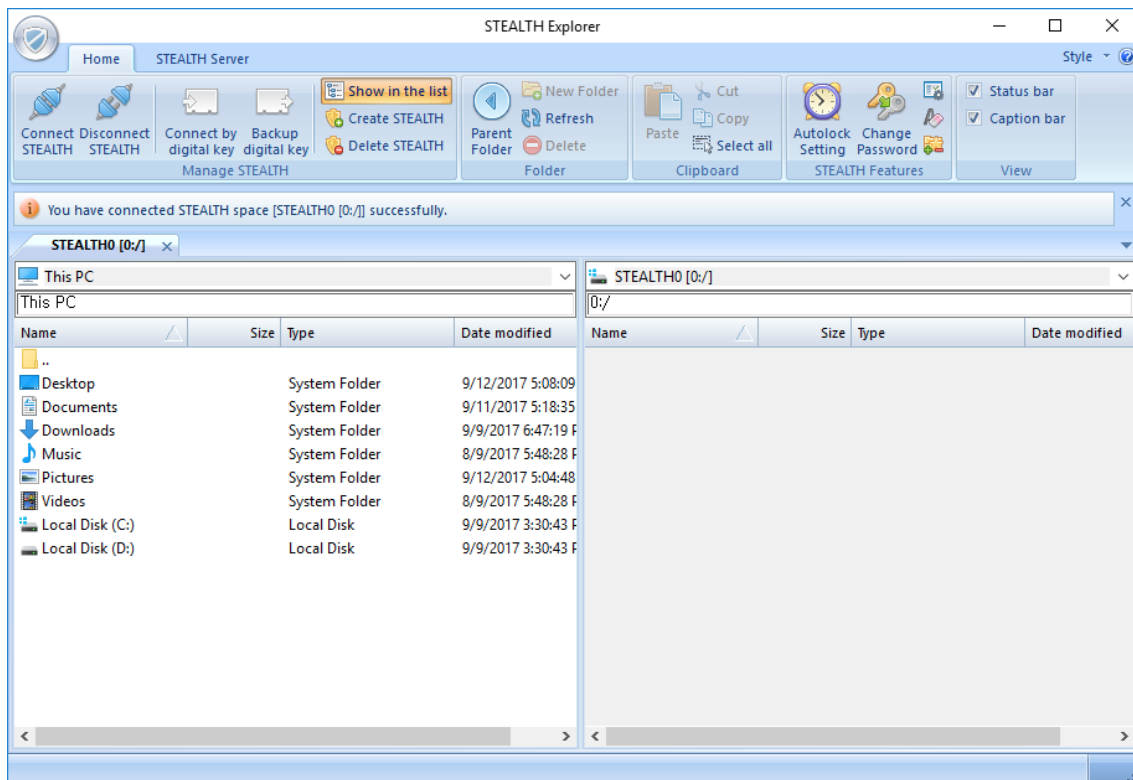 STEALTH Explorer
Home STEALTH Server Style
Connect STEALTH
Disconnect STEALTH
Connect by digital key
Backup digital key
Show in the list
Create STEALTH
Delete STEALTH
Manage STEALTH
Parent Folder
New Folder
Refresh
Delete
Folder
Paste
Cut
Copy
Select all
Clipboard
Autolock Setting
Change Password
STEALTH Features
Status bar
Caption bar
View
You have connected STEALTH space [STEALTH0 [0:/]] successfully.
STEALTH0 [0:/]
This PC
This PC
Name Size Type Date modified
..
Desktop System Folder 9/12/2017 5:08:09
Documents System Folder 9/11/2017 5:18:35
Downloads System Folder 9/9/2017 6:47:19 P
Music System Folder 8/9/2017 5:48:28 P
Pictures System Folder 9/12/2017 5:04:48
Videos System Folder 8/9/2017 5:48:28 P
Local Disk (C:) Local Disk 9/9/2017 3:30:43 P
Local Disk (D:) Local Disk 9/9/2017 3:30:43 P
STEALTH0 [0:/]
0:/
Name Size Type Date modified